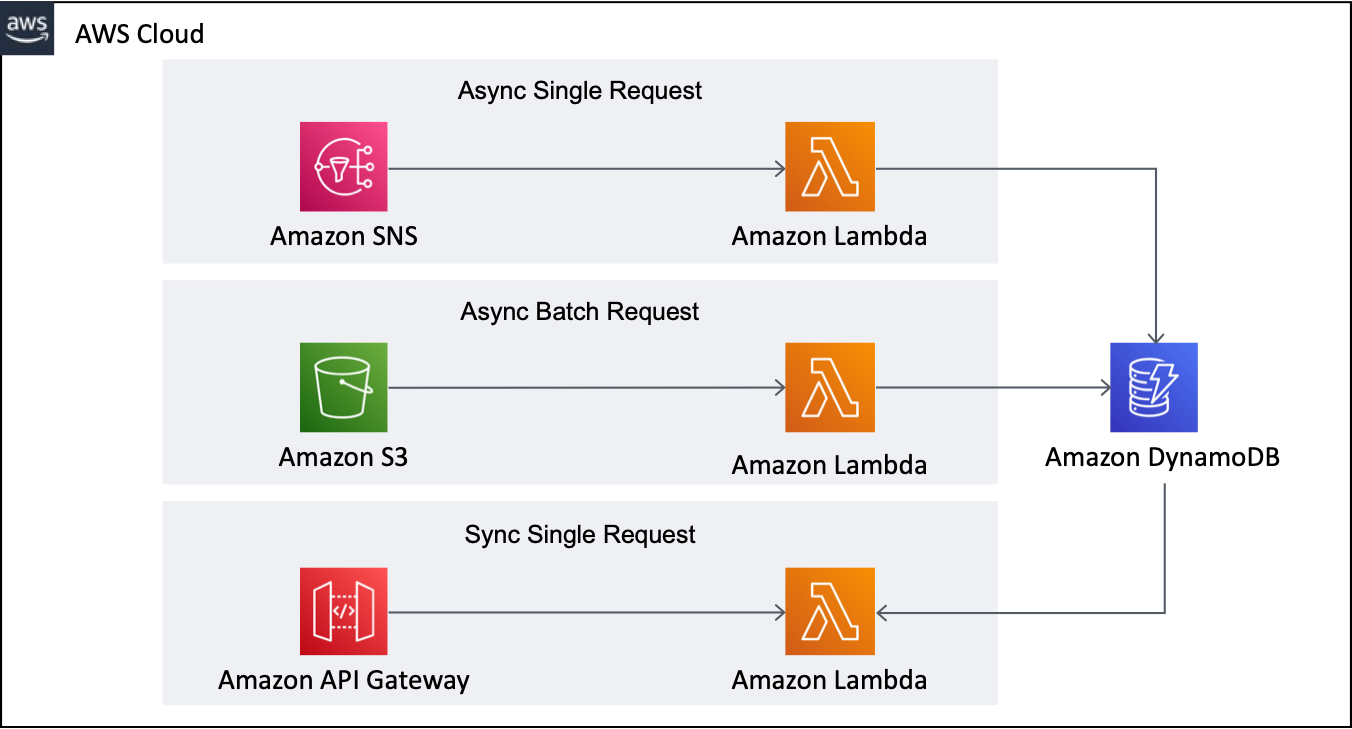 aws
AWS Cloud
Async Single Request
Amazon SNS
Amazon Lambda
Async Batch Request
Amazon S3
Amazon Lambda
Amazon DynamoDB
Sync Single Request
</>
Amazon API Gateway
Amazon Lambda